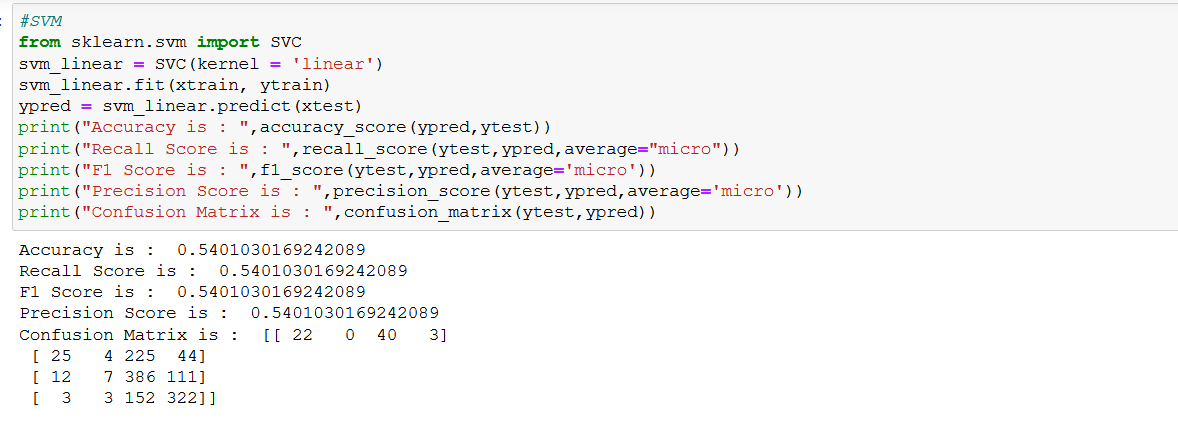 :
#SVM
from sklearn.svm import SVC
svm_linear = SVC(kernel = 'linear')
svm_linear.fit(xtrain, ytrain)
ypred = svm_linear.predict(xtest)
print("Accuracy is : ",accuracy_score(ypred,ytest))
print("Recall Score is : ",recall_score(ytest,ypred,average="micro"))
print("F1 Score is : ",f1_score(ytest,ypred,average='micro'))
print("Precision Score is : ",precision_score(ytest,ypred,average='micro'))
print("Confusion Matrix is : ",confusion_matrix(ytest,ypred))
Accuracy is :  0.5401030169242089
Recall Score is :  0.5401030169242089
F1 Score is :  0.5401030169242089
Precision Score is :  0.5401030169242089
Confusion Matrix is :  [[ 22   0  40   3]
 [ 25   4 225  44]
 [ 12   7 386 111]
 [  3   3 152 322]]